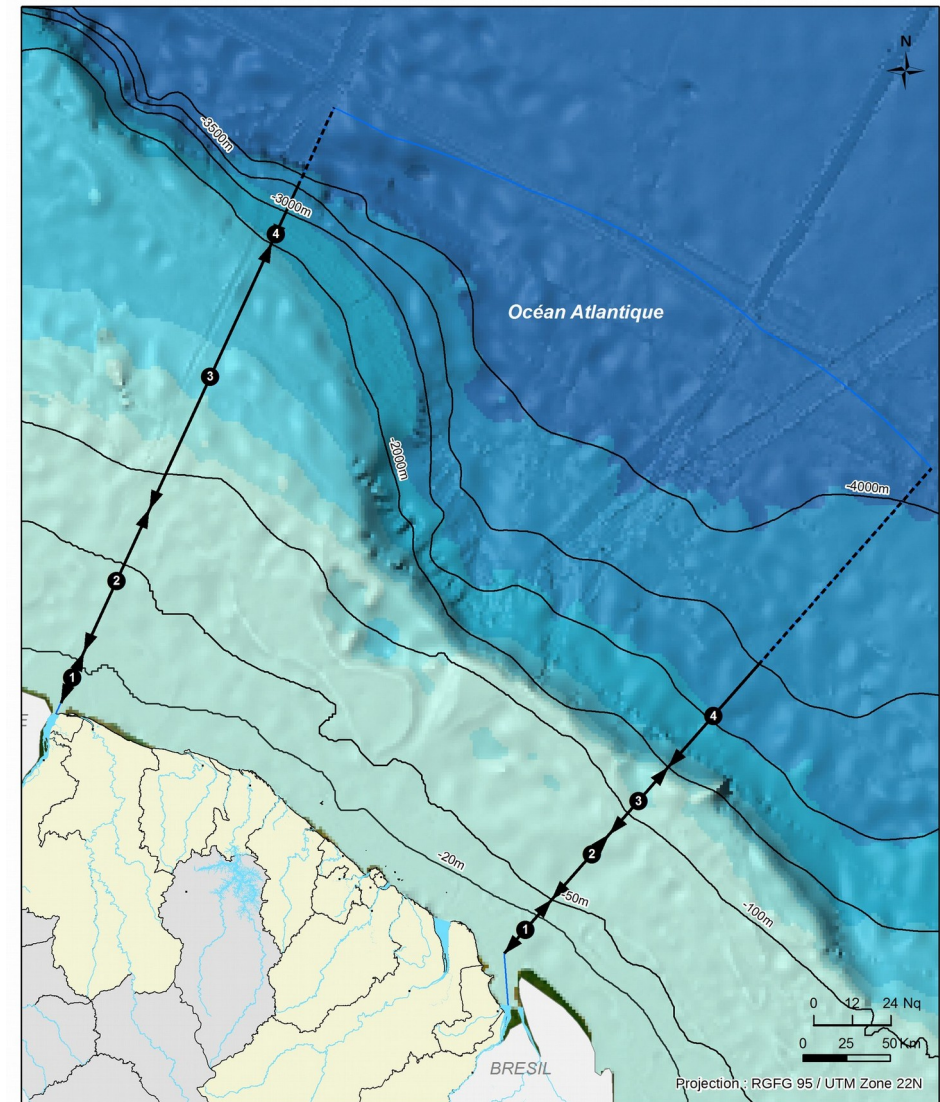 N
-3500m
-3000m
4
Océan Atlantique
3
-2000m
-4000m
2
1
E
4
3
2
-20m
-50m
-100m
1
0 12 24 Nq
0 25 50 Km
BRESIL
Projection : RGFG 95 / UTM Zone 22N